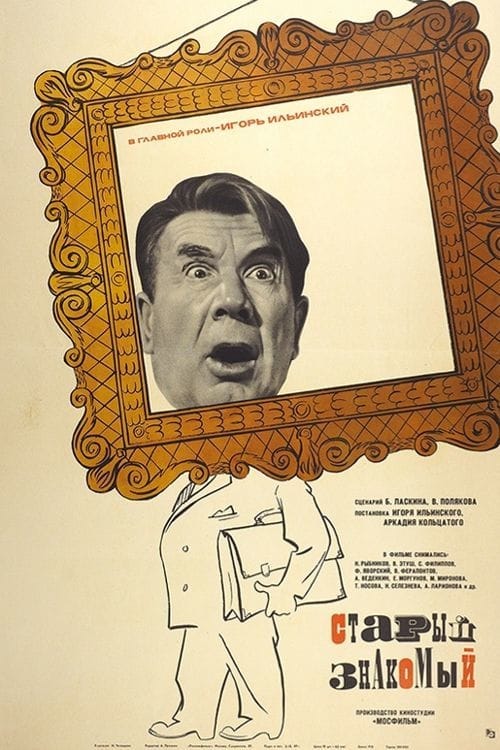 В ГЛАВНОЙ РОЛИ-ИГОРЬ ИЛЬИНСКИЙ
СЦЕНАРИЙ Б. ЛАСКИНА, В. ПОЛЯКОВА
ПОСТАНОВКА ИГОРЯ ИЛЬИНСКОГО,
АРКАДИЯ КОЛЬЦАТОГО
В ФИЛЬМЕ СНИМАЛИСЬ-
Н. РЫБНИКОВ, В. ЭТУШ, С. ФИЛИППОВ,
Ф. ЯВОРСКИЙ, В. ФЕРАПОНТОВ,
А. ВЕДЕНКИН, Е. МОРГУНОВ, М. МИРОНОВА,
Т. НОСОВА, Н. СЕЛЕЗНЕВА, А. ЛАРИОНОВА и др.
СТАРЫЙ
ЗНАКОМЫЙ
ПРОИЗВОДСТВО КИНОСТУДИИ
"МОСФИЛЬМ"